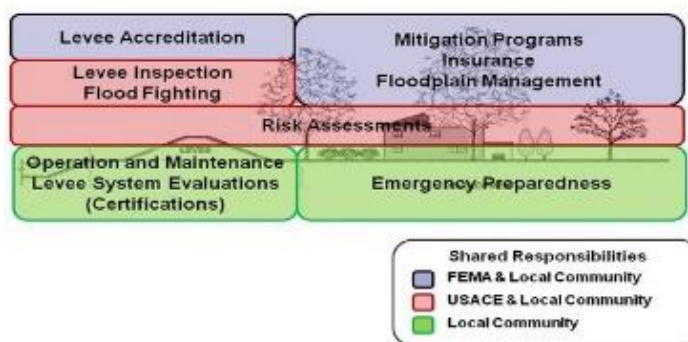 Levee Accreditation
Mitigation Programs
Insurance
Floodplain Management
Levee Inspection
Flood Fighting
Risk Assessments
LEVEE
Operation and Maintenance
Levee System Evaluations
(Certifications)
Emergency Preparedness
Shared Responsibilities
FEMA & Local Community
USACE & Local Community
Local Community